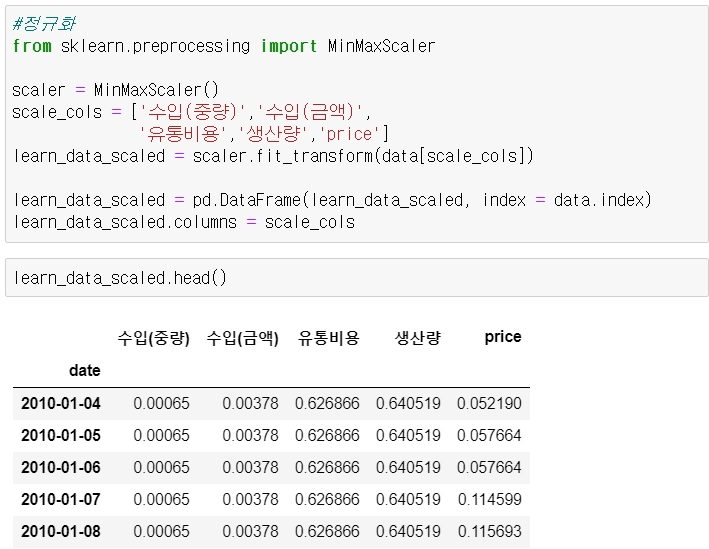 #정규화
from sklearn.preprocessing import MinMaxScaler
scaler = MinMaxScaler()
scale_cols = ['수입(중량)','수입(금액)',
'유통비용','생산량','price']
learn_data_scaled = scaler.fit_transform(data[scale_cols])
learn_data_scaled = pd.DataFrame(learn_data_scaled, index = data.index)
learn_data_scaled.columns = scale_cols
learn_data_scaled.head()
수입(중량) 수입(금액) 유통비용 생산량 price
date
2010-01-04 0.00065 0.00378 0.626866 0.640519 0.052190
2010-01-05 0.00065 0.00378 0.626866 0.640519 0.057664
2010-01-06 0.00065 0.00378 0.626866 0.640519 0.057664
2010-01-07 0.00065 0.00378 0.626866 0.640519 0.114599
2010-01-08 0.00065 0.00378 0.626866 0.640519 0.115693